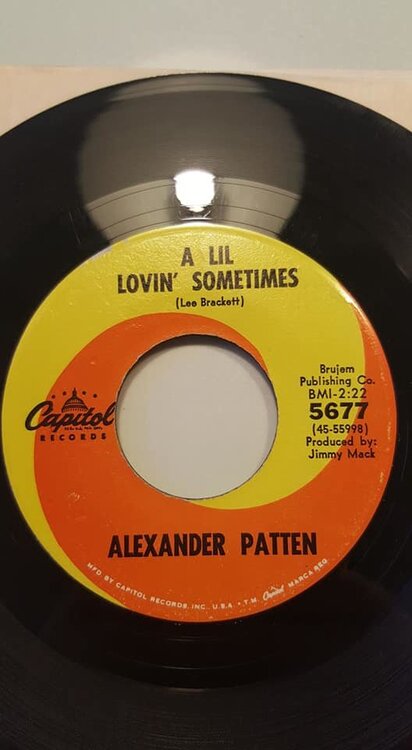 A LIL
LOVIN' SOMETIMES
(Lee Brackett)
Brujem
Publishing Co.
BMI-2:22
5677
(45-55998)
Produced by:
Jimmy Mack
Capitol
RECORDS
ALEXANDER PATTEN
MFD BY CAPITOL RECORDS, INC. U.S.A. • T.M. Capitol MARCA REG.